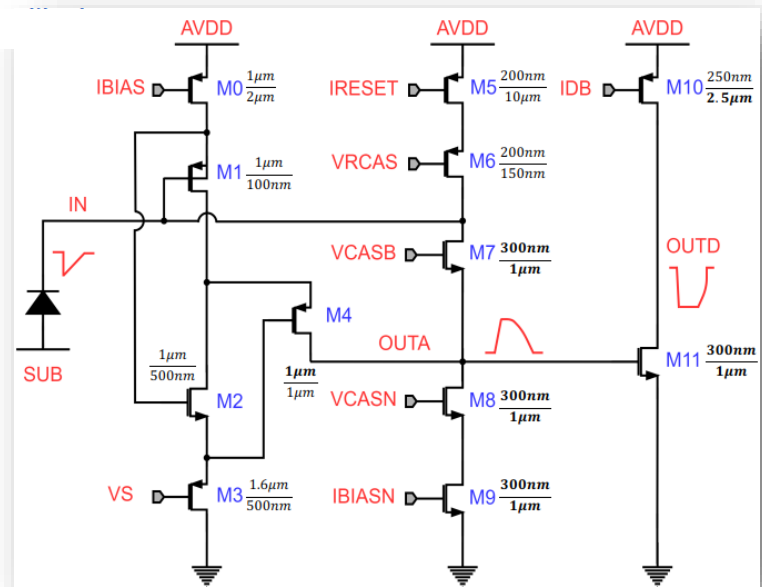 AVDD AVDD AVDD
IBIAS M0 1μm/2μm IRESET M5 200nm/10μm IDB M10 250nm/2.5μm
M1 1μm/100nm VRCAS M6 200nm/150nm
IN
VCASB M7 300nm/1μm OUTD
M4
OUTA
1μm/500nm 1μm/1μm M11 300nm/1μm
SUB
M2 VCASN M8 300nm/1μm
VS M3 1.6μm/500nm IBIASN M9 300nm/1μm